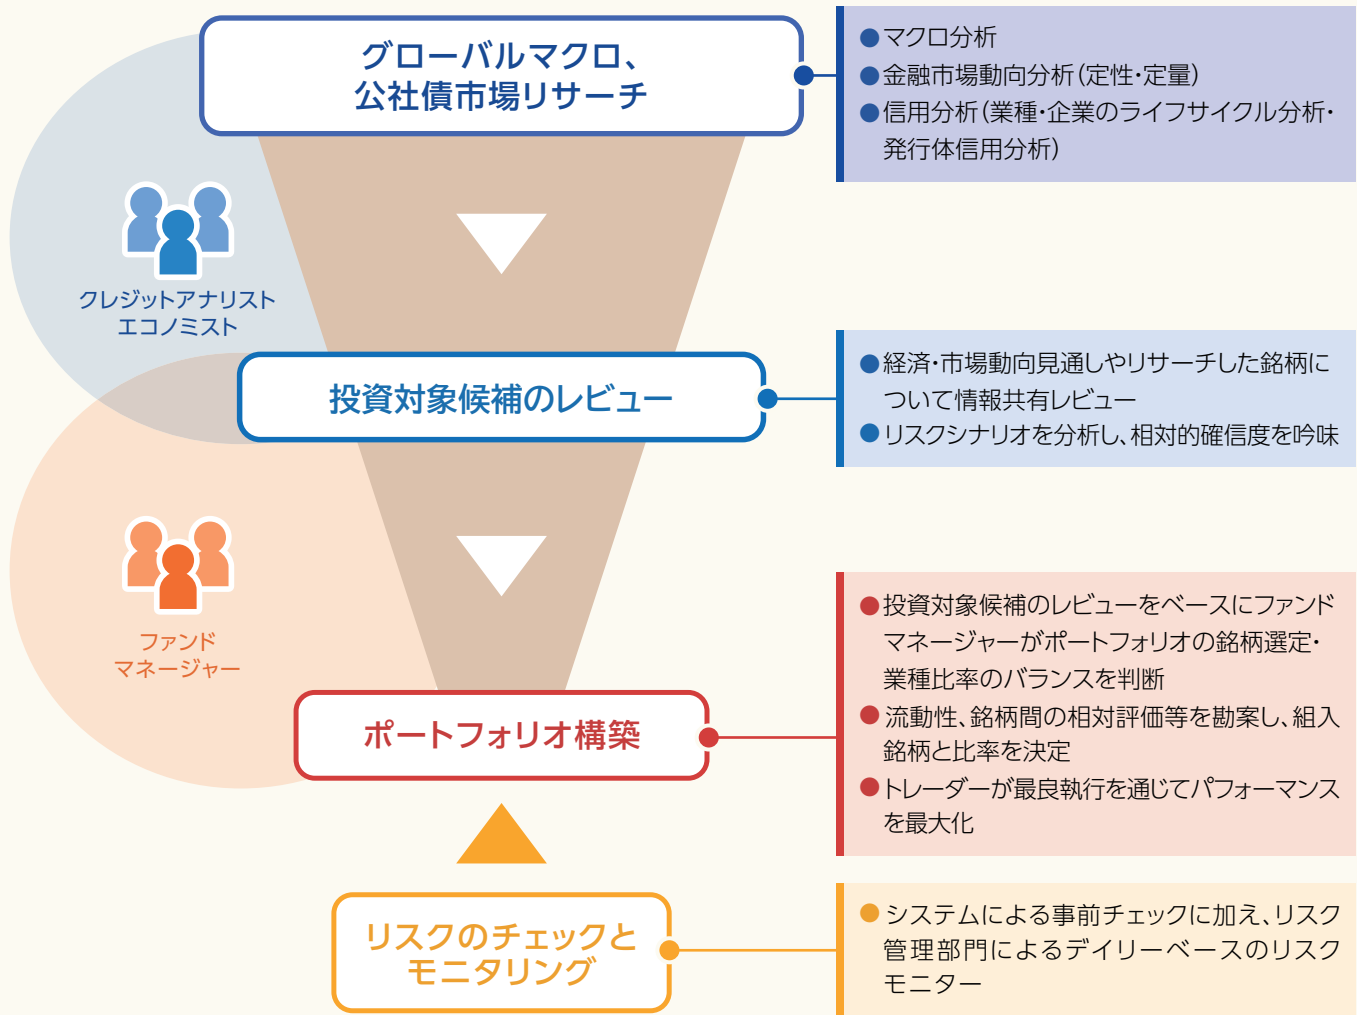 グローバルマクロ、
公社債市場リサーチ
●マクロ分析
●金融市場動向分析（定性・定量）
●信用分析（業種・企業のライフサイクル分析・
発行体信用分析）
クレジットアナリスト
エコノミスト
投資対象候補のレビュー
●経済・市場動向見通しやリサーチした銘柄に
ついて情報共有レビュー
●リスクシナリオを分析し、相対的確信度を吟味
ファンド
マネージャー
ポートフォリオ構築
●投資対象候補のレビューをベースにファンド
マネージャーがポートフォリオの銘柄選定・
業種比率のバランスを判断
●流動性、銘柄間の相対評価等を勘案し、組入
銘柄と比率を決定
●トレーダーが最良執行を通じてパフォーマンス
を最大化
リスクのチェックと
モニタリング
●システムによる事前チェックに加え、リスク
管理部門によるデイリーベースのリスク
モニター